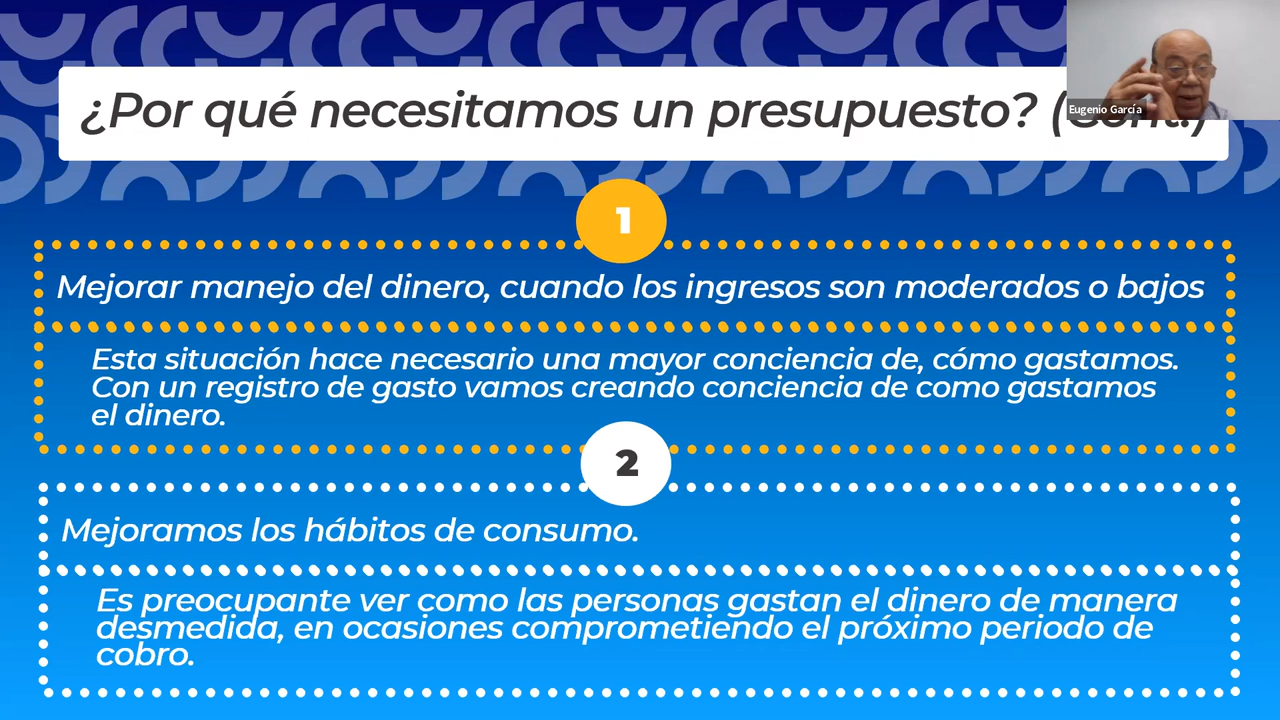 ¿Por qué necesitamos un presupuesto? (Cont.)
Eugenio García
1
Mejorar manejo del dinero, cuando los ingresos son moderados o bajos
Esta situación hace necesario una mayor conciencia de, cómo gastamos.
Con un registro de gasto vamos creando conciencia de como gastamos
el dinero.
2
Mejoramos los hábitos de consumo.
Es preocupante ver como las personas gastan el dinero de manera
desmedida, en ocasiones comprometiendo el próximo periodo de
cobro.